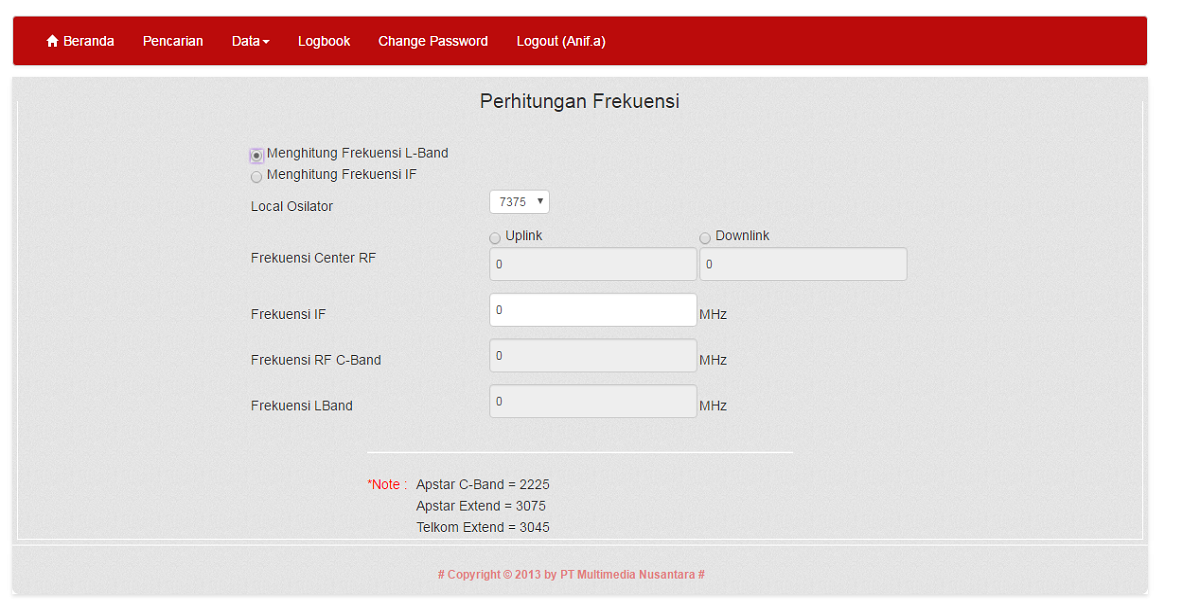 Beranda Pencarian Data Logbook Change Password Logout (Anif.a)
Perhitungan Frekuensi
Menghitung Frekuensi L-Band
Menghitung Frekuensi IF
Local Osilator 7375
Uplink Downlink
Frekuensi Center RF 0 0
Frekuensi IF 0 MHz
Frekuensi RF C-Band 0 MHz
Frekuensi LBand 0 MHz
*Note : Apstar C-Band = 2225
Apstar Extend = 3075
Telkom Extend = 3045
# Copyright © 2013 by PT Multimedia Nusantara #